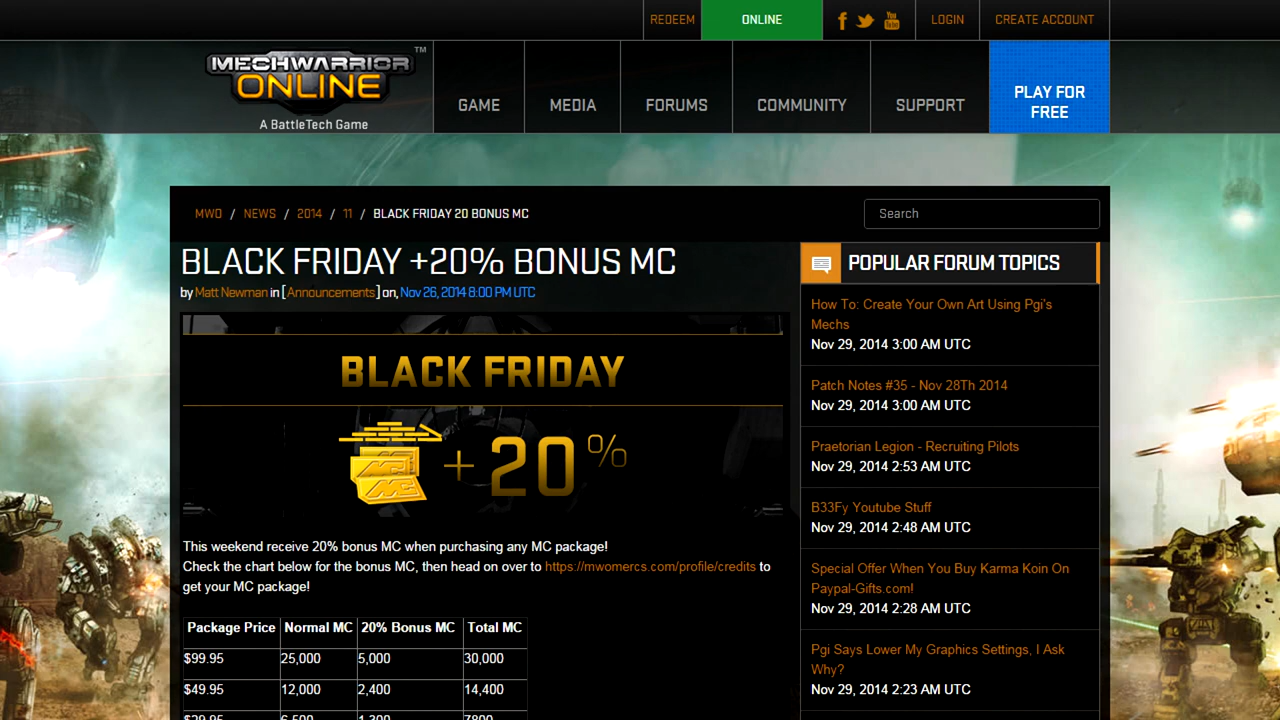 REDEEM
ONLINE
LOGIN
CREATE ACCOUNT
MECHWARRIOR TM
ONLINE
A BattleTech Game
GAME
MEDIA
FORUMS
COMMUNITY
SUPPORT
PLAY FOR
FREE
MWO / NEWS / 2014 / 11 / BLACK FRIDAY 20 BONUS MC
Search
BLACK FRIDAY +20% BONUS MC
by Matt Newman in [ Announcements ] on, Nov 26, 2014 8:00 PM UTC
BLACK FRIDAY
MC
MC
+ 20 %
This weekend receive 20% bonus MC when purchasing any MC package!
Check the chart below for the bonus MC, then head on over to https://mwomercs.com/profile/credits to
get your MC package!
Package Price Normal MC 20% Bonus MC Total MC
$99.95 25,000 5,000 30,000
$49.95 12,000 2,400 14,400
$29.95 6,500 1,300 7800
POPULAR FORUM TOPICS
How To: Create Your Own Art Using Pgi's
Mechs
Nov 29, 2014 3:00 AM UTC
Patch Notes #35 - Nov 28Th 2014
Nov 29, 2014 3:00 AM UTC
Praetorian Legion - Recruiting Pilots
Nov 29, 2014 2:53 AM UTC
B33Fy Youtube Stuff
Nov 29, 2014 2:48 AM UTC
Special Offer When You Buy Karma Koin On
Paypal-Gifts.com!
Nov 29, 2014 2:28 AM UTC
Pgi Says Lower My Graphics Settings, I Ask
Why?
Nov 29, 2014 2:23 AM UTC